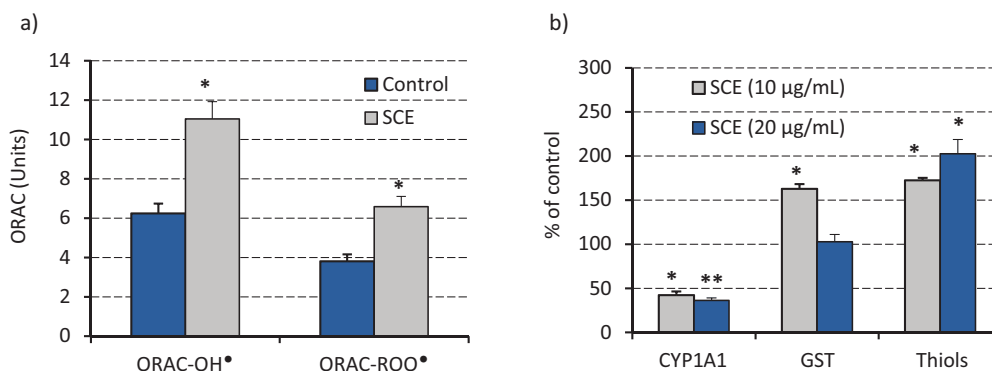 a)
14
12
10
8
6
4
2
0
ORAC (Units)
Control
SCE
*
*
ORAC-OH•
ORAC-ROO•
b)
300
250
200
150
100
50
0
% of control
SCE (10 µg/mL)
SCE (20 µg/mL)
*
**
*
*
*
CYP1A1
GST
Thiols